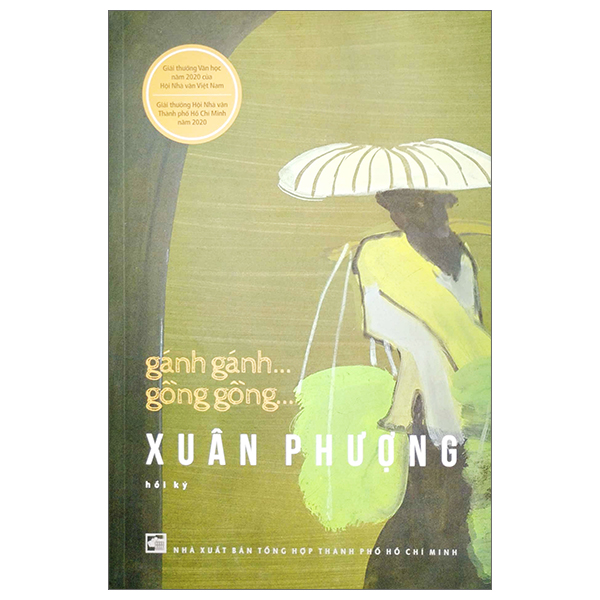 Giải thưởng Văn học
năm 2020 của
Hội Nhà văn Việt Nam
Giải thưởng Hội Nhà văn
Thành phố Hồ Chí Minh
năm 2020
gánh gánh...
gồng gồng...
XUÂN PHƯỢNG
hồi ký
NHÀ XUẤT BẢN TỔNG HỢP THÀNH PHỐ HỒ CHÍ MINH